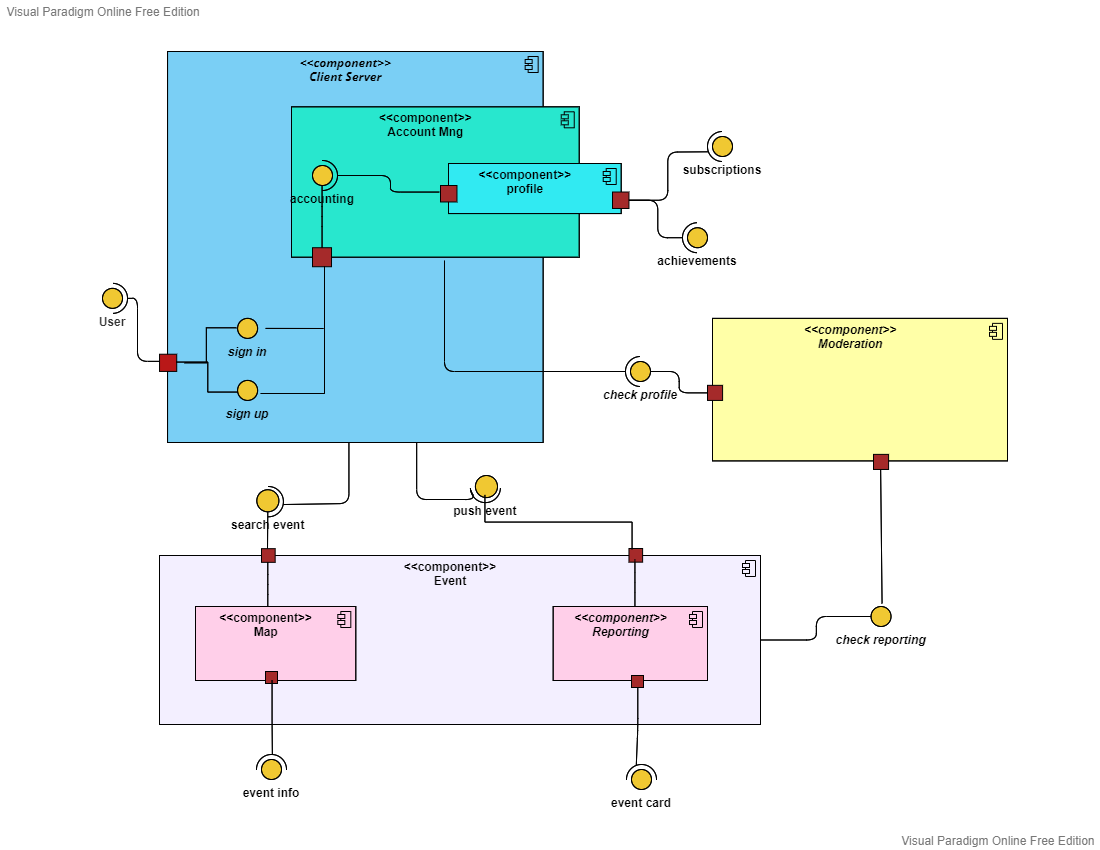 Visual Paradigm Online Free Edition
<<component>>
Client Server
<<component>>
Account Mng
<<component>>
profile
accounting
subscriptions
achievements
User
sign in
sign up
<<component>>
Moderation
check profile
search event
push event
<<component>>
Event
<<component>>
Map
<<component>>
Reporting
check reporting
event info
event card
Visual Paradigm Online Free Edition